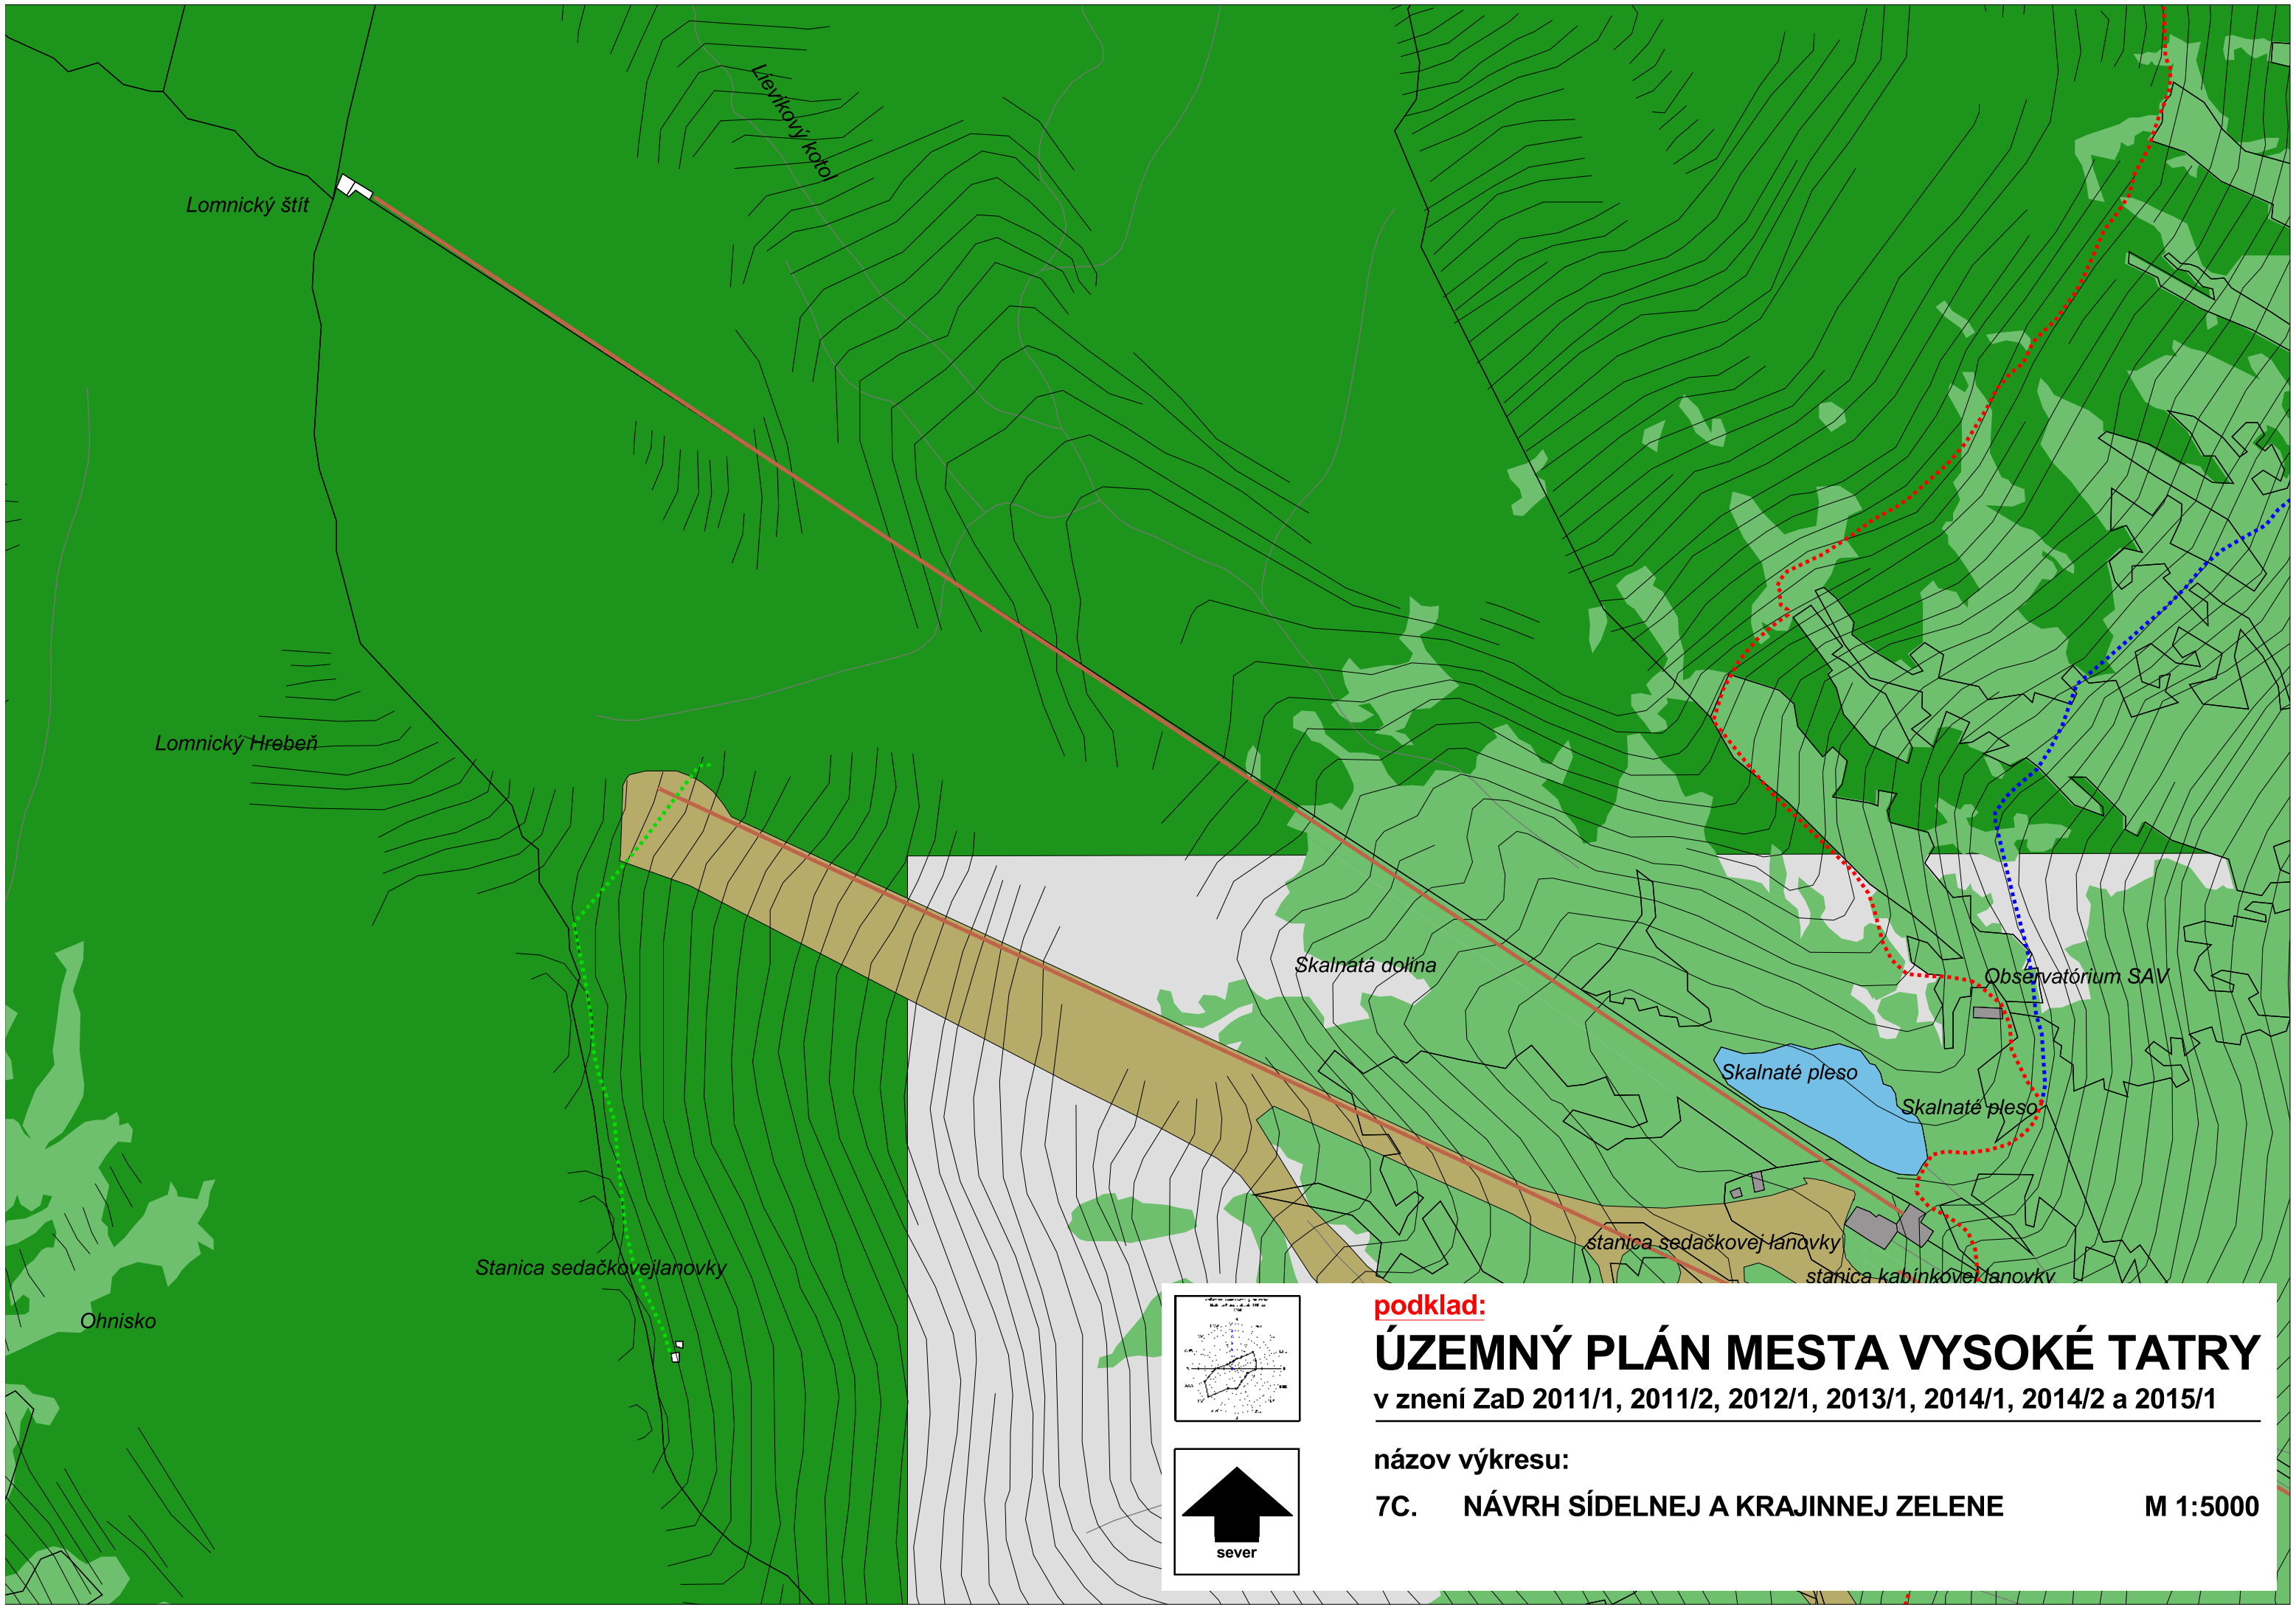 Lievikový kotol
Lomnický štít
Lomnický Hrebeň
Skalnatá dolina
Observatórium SAV
Skalnaté pleso
Skalnaté pleso
stanica sedačkovej lanovky
Stanica sedačkovejlanovky
stanica kabínkovej lanovky
Ohnisko
podklad:
ÚZEMNÝ PLÁN MESTA VYSOKÉ TATRY
v znení ZaD 2011/1, 2011/2, 2012/1, 2013/1, 2014/1, 2014/2 a 2015/1
názov výkresu:
7C. NÁVRH SÍDELNEJ A KRAJINNEJ ZELENE M 1:5000
sever